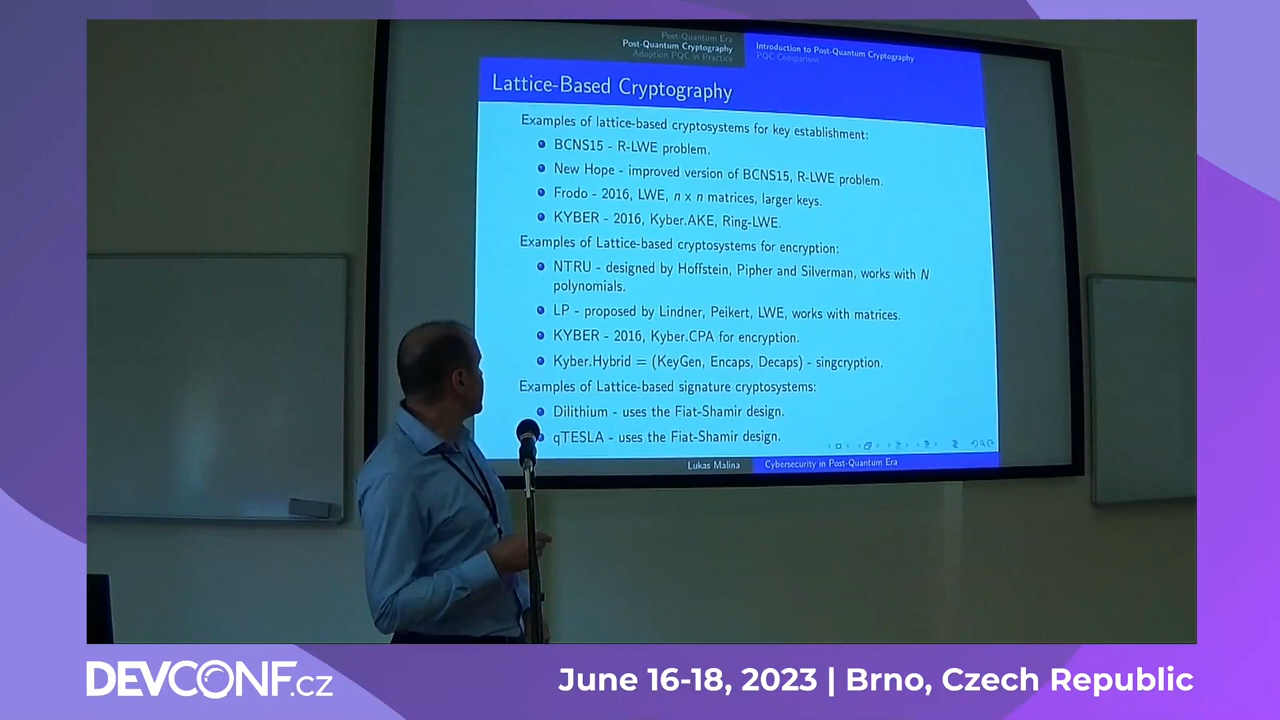 Post-Quantum Era
Post-Quantum Cryptography
Adoption PQC in Practice
Introduction to Post-Quantum Cryptography
PQC Comparison
Lattice-Based Cryptography
Examples of lattice-based cryptosystems for key establishment:
BCNS15 - R-LWE problem.
New Hope - improved version of BCNS15, R-LWE problem.
Frodo - 2016, LWE, n x n matrices, larger keys.
KYBER - 2016, Kyber.AKE, Ring-LWE.
Examples of Lattice-based cryptosystems for encryption:
NTRU - designed by Hoffstein, Pipher and Silverman, works with N
polynomials.
LP - proposed by Lindner, Peikert, LWE, works with matrices.
KYBER - 2016, Kyber.CPA for encryption.
Kyber.Hybrid = (KeyGen, Encaps, Decaps) - singcryption.
Examples of Lattice-based signature cryptosystems:
Dilithium - uses the Fiat-Shamir design.
qTESLA - uses the Fiat-Shamir design.
Lukas Malina
Cybersecurity in Post-Quantum Era
DEVCONF.CZ
June 16-18, 2023 | Brno, Czech Republic